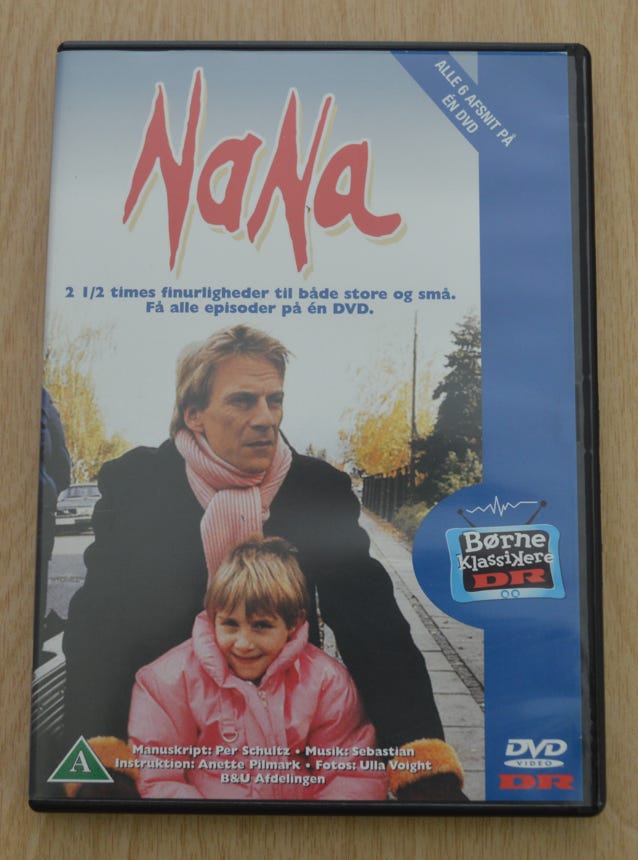 ALLE 6 AFSNIT PÅ
ÉN DVD
NaNa
2 1/2 times finurligheder til både store og små.
Få alle episoder på én DVD.
Børne
Klassikere
DR
Manuskript: Per Schultz • Musik: Sebastian
Instruktion: Anette Pilmark • Fotos: Ulla Voight
B&U Afdelingen
A
DVD
VIDEO
DR